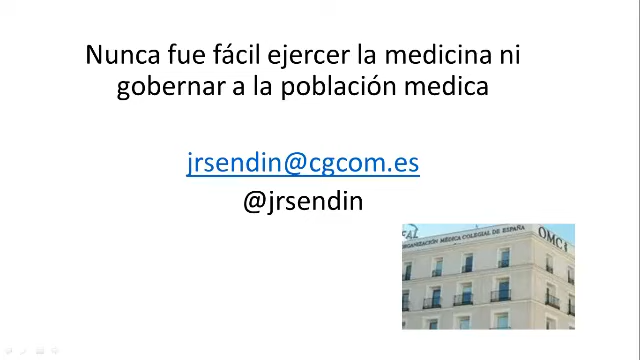 Nunca fue fácil ejercer la medicina ni
gobernar a la población medica
jrsendin@cgcom.es
@jrsendin
ORGANIZACIÓN MÉDICA COLEGIAL DE ESPAÑA
OMC